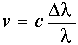 v = c Δλ / λ